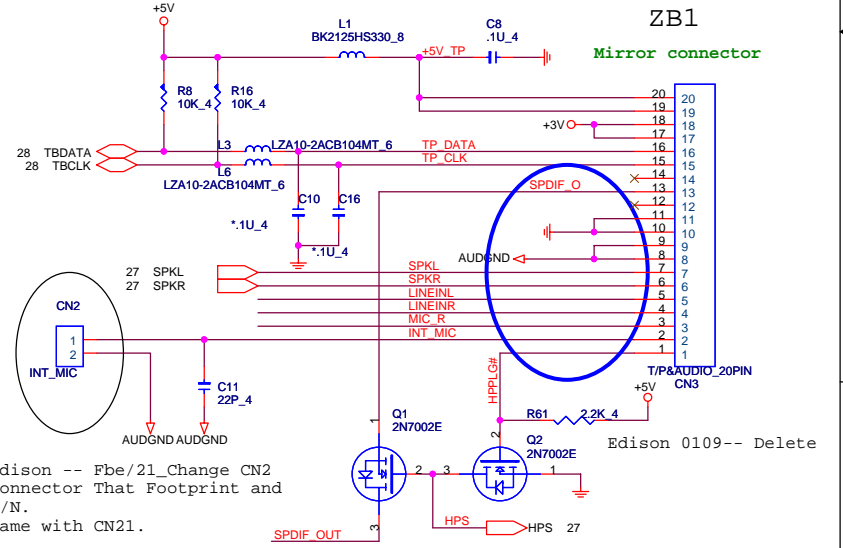 +5V
ZB1
L1
BK2125HS330_8
C8
.1U_4
Mirror connector
+5V_TP
R8
10K_4
R16
10K_4
20 20
19 19
+3V
18 18
17 17
28 TBDATA
L3
LZA10-2ACB104MT_6
TP_DATA
16 16
28 TBCLK
L6
LZA10-2ACB104MT_6
TP_CLK
15 15
14 14
SPDIF_O
13 13
12 12
C10
*.1U_4
C16
*.1U_4
11 11
10 10
9 9
AUDGND
8 8
27 SPKL
SPKL
7 7
27 SPKR
SPKR
6 6
LINEINL
5 5
LINEINR
4 4
MIC_R
3 3
INT_MIC
2 2
1 1
T/P&AUDIO_20PIN
CN3
CN2
1
2
INT_MIC
C11
22P_4
AUDGND
AUDGND
HPPLG#
+5V
R61
2.2K_4
Edison 0109-- Delete
Q1
2N7002E
1
2
3
Q2
2N7002E
2
3
1
dison -- Fbe/21_Change CN2
onnector That Footprint and
/N.
ame with CN21.
HPS
HPS 27
SPDIF_OUT